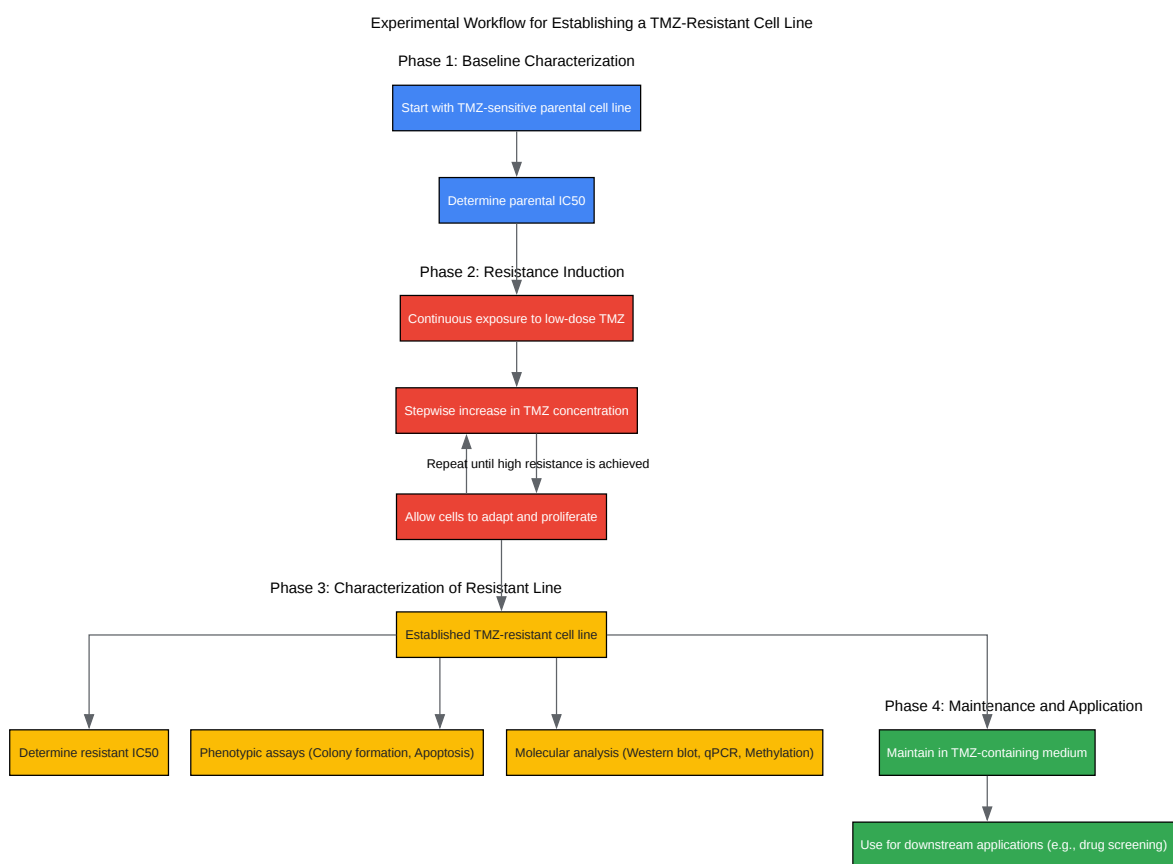 Experimental Workflow for Establishing a TMZ-Resistant Cell Line
Phase 1: Baseline Characterization
Start with TMZ-sensitive parental cell line
Determine parental IC50
Phase 2: Resistance Induction
Continuous exposure to low-dose TMZ
Stepwise increase in TMZ concentration
Repeat until high resistance is achieved
Allow cells to adapt and proliferate
Phase 3: Characterization of Resistant Line
Established TMZ-resistant cell line
Determine resistant IC50
Phenotypic assays (Colony formation, Apoptosis)
Molecular analysis (Western blot, qPCR, Methylation)
Phase 4: Maintenance and Application
Maintain in TMZ-containing medium
Use for downstream applications (e.g., drug screening)